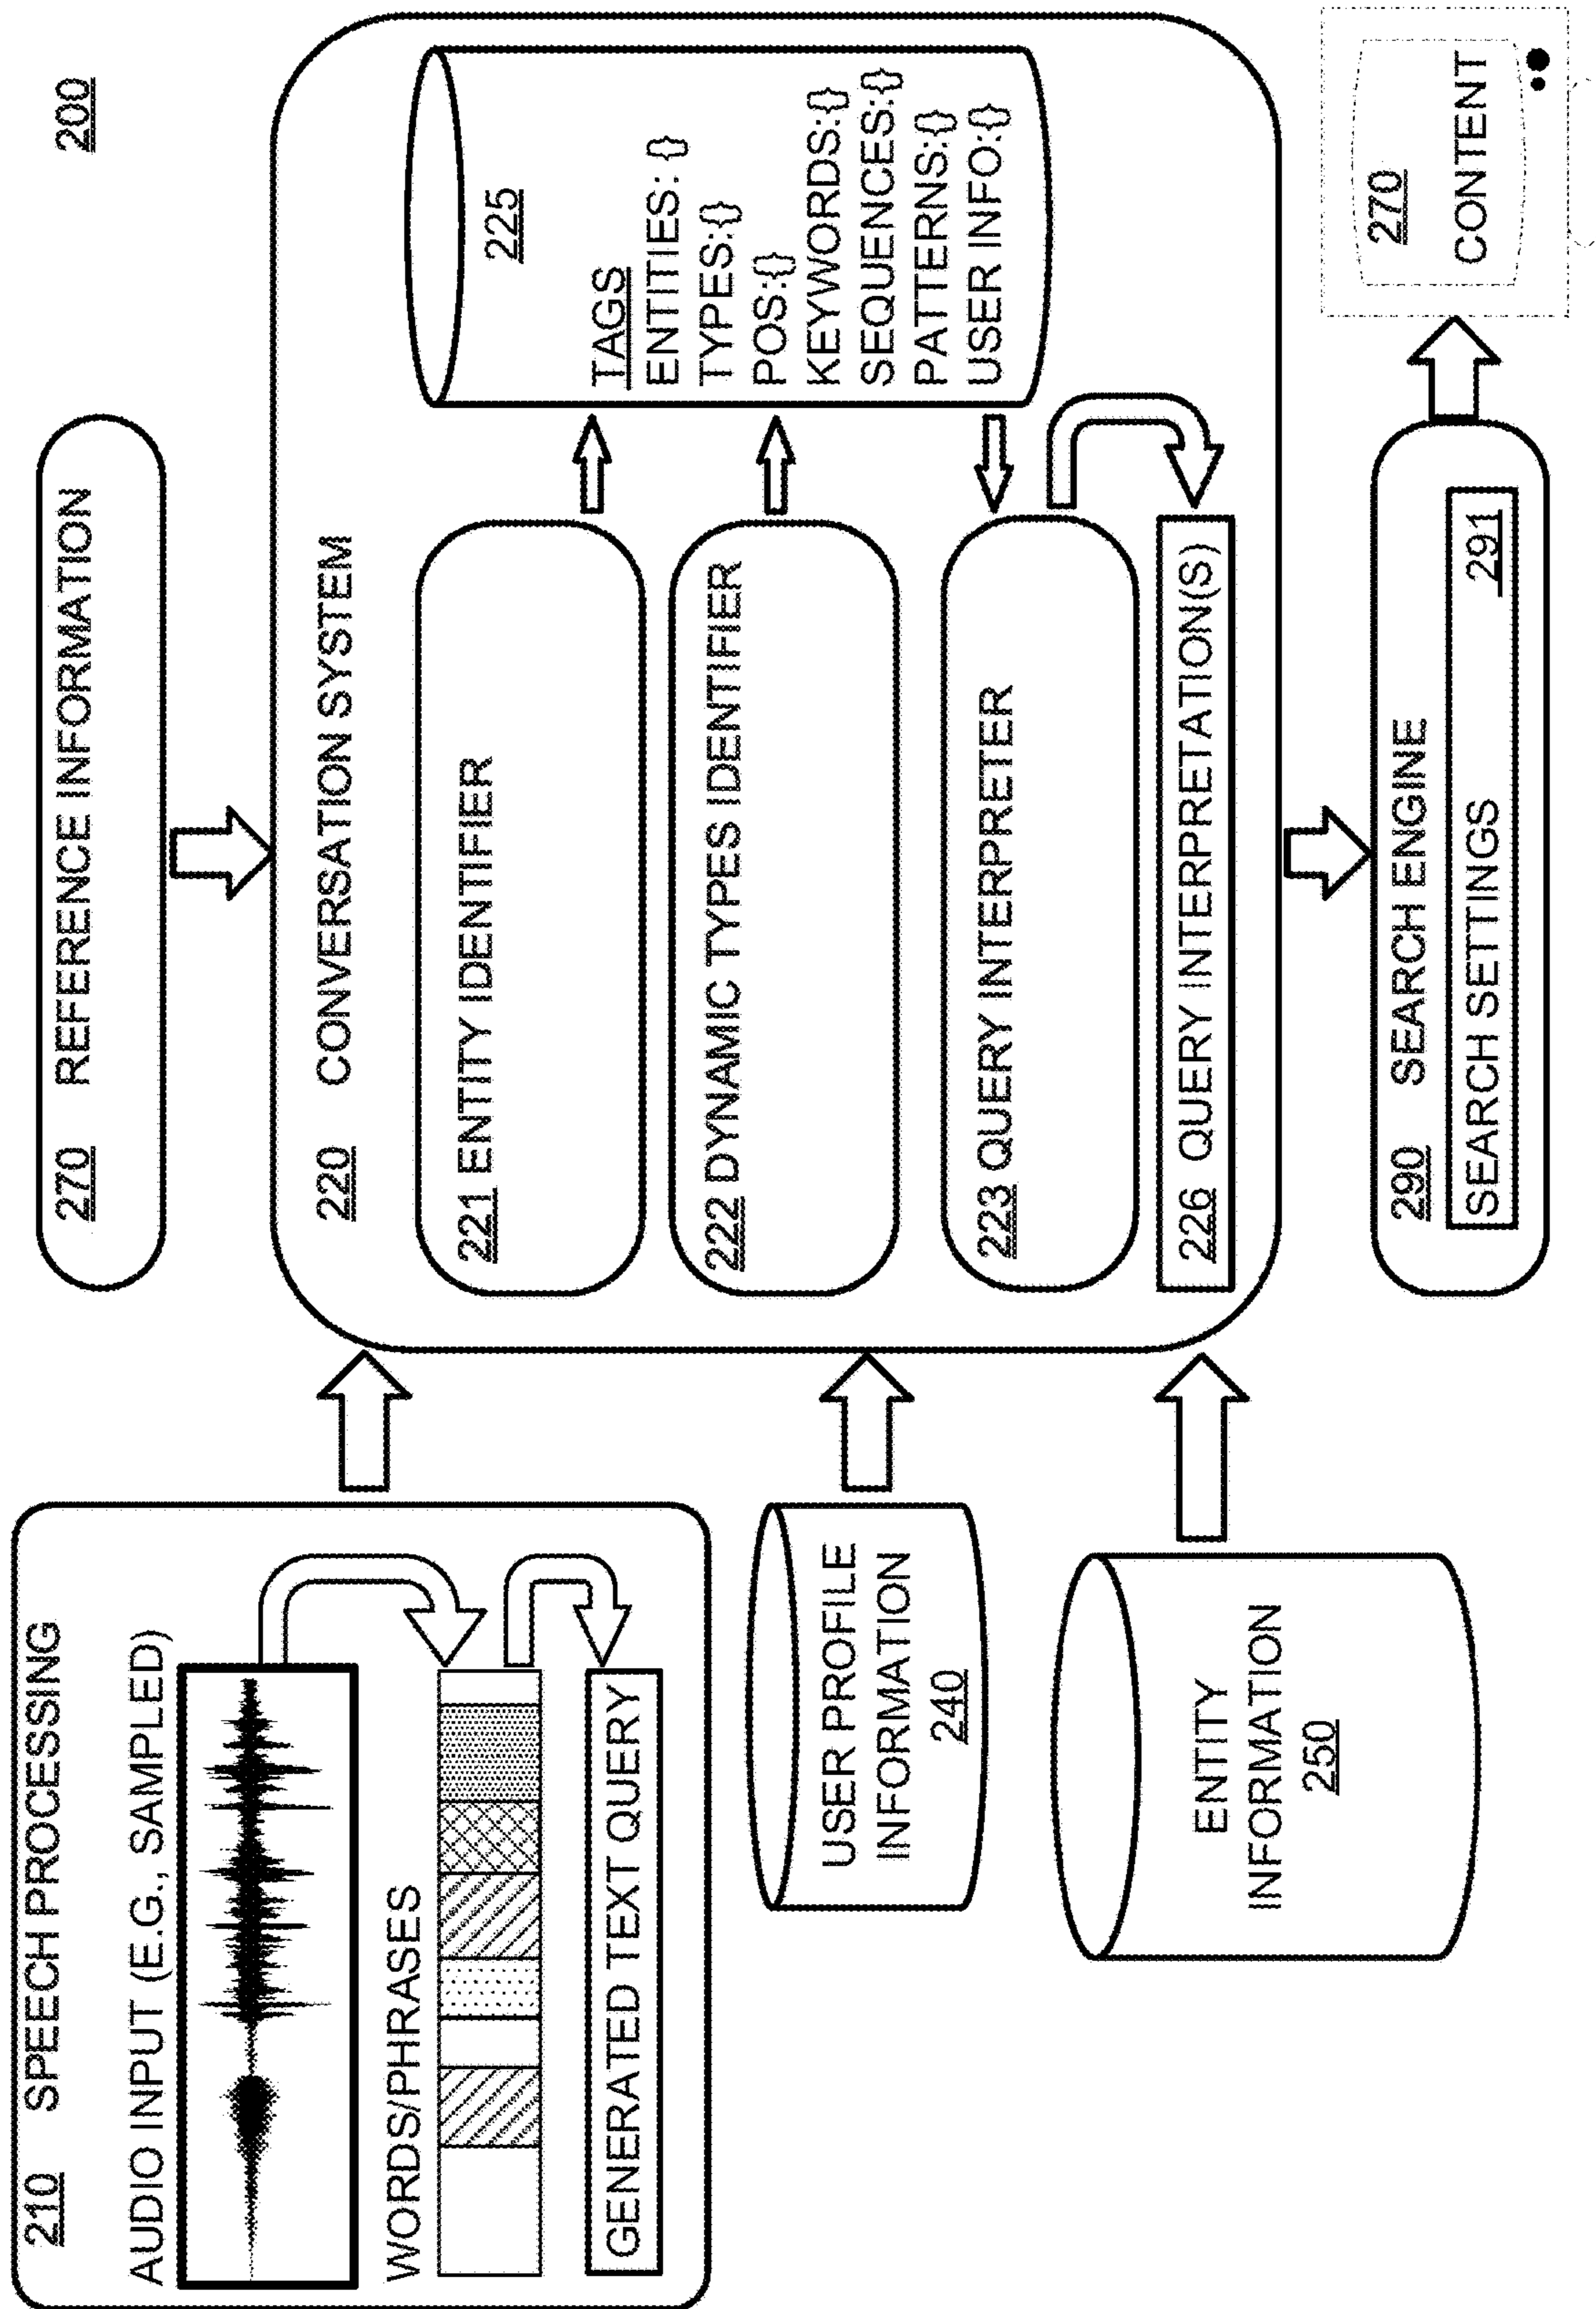 200
210 SPEECH PROCESSING
AUDIO INPUT (E.G., SAMPLED)
WORDS/PHRASES
GENERATED TEXT QUERY
USER PROFILE
INFORMATION
240
ENTITY
INFORMATION
250
270 REFERENCE INFORMATION
220 CONVERSATION SYSTEM
221 ENTITY IDENTIFIER
222 DYNAMIC TYPES IDENTIFIER
223 QUERY INTERPRETER
226 QUERY INTERPRETATION(S)
225
TAGS
ENTITIES: {}
TYPES:{}
POS:{}
KEYWORDS:{}
SEQUENCES:{}
PATTERNS:{}
USER INFO:{}
290 SEARCH ENGINE
SEARCH SETTINGS 291
270
CONTENT